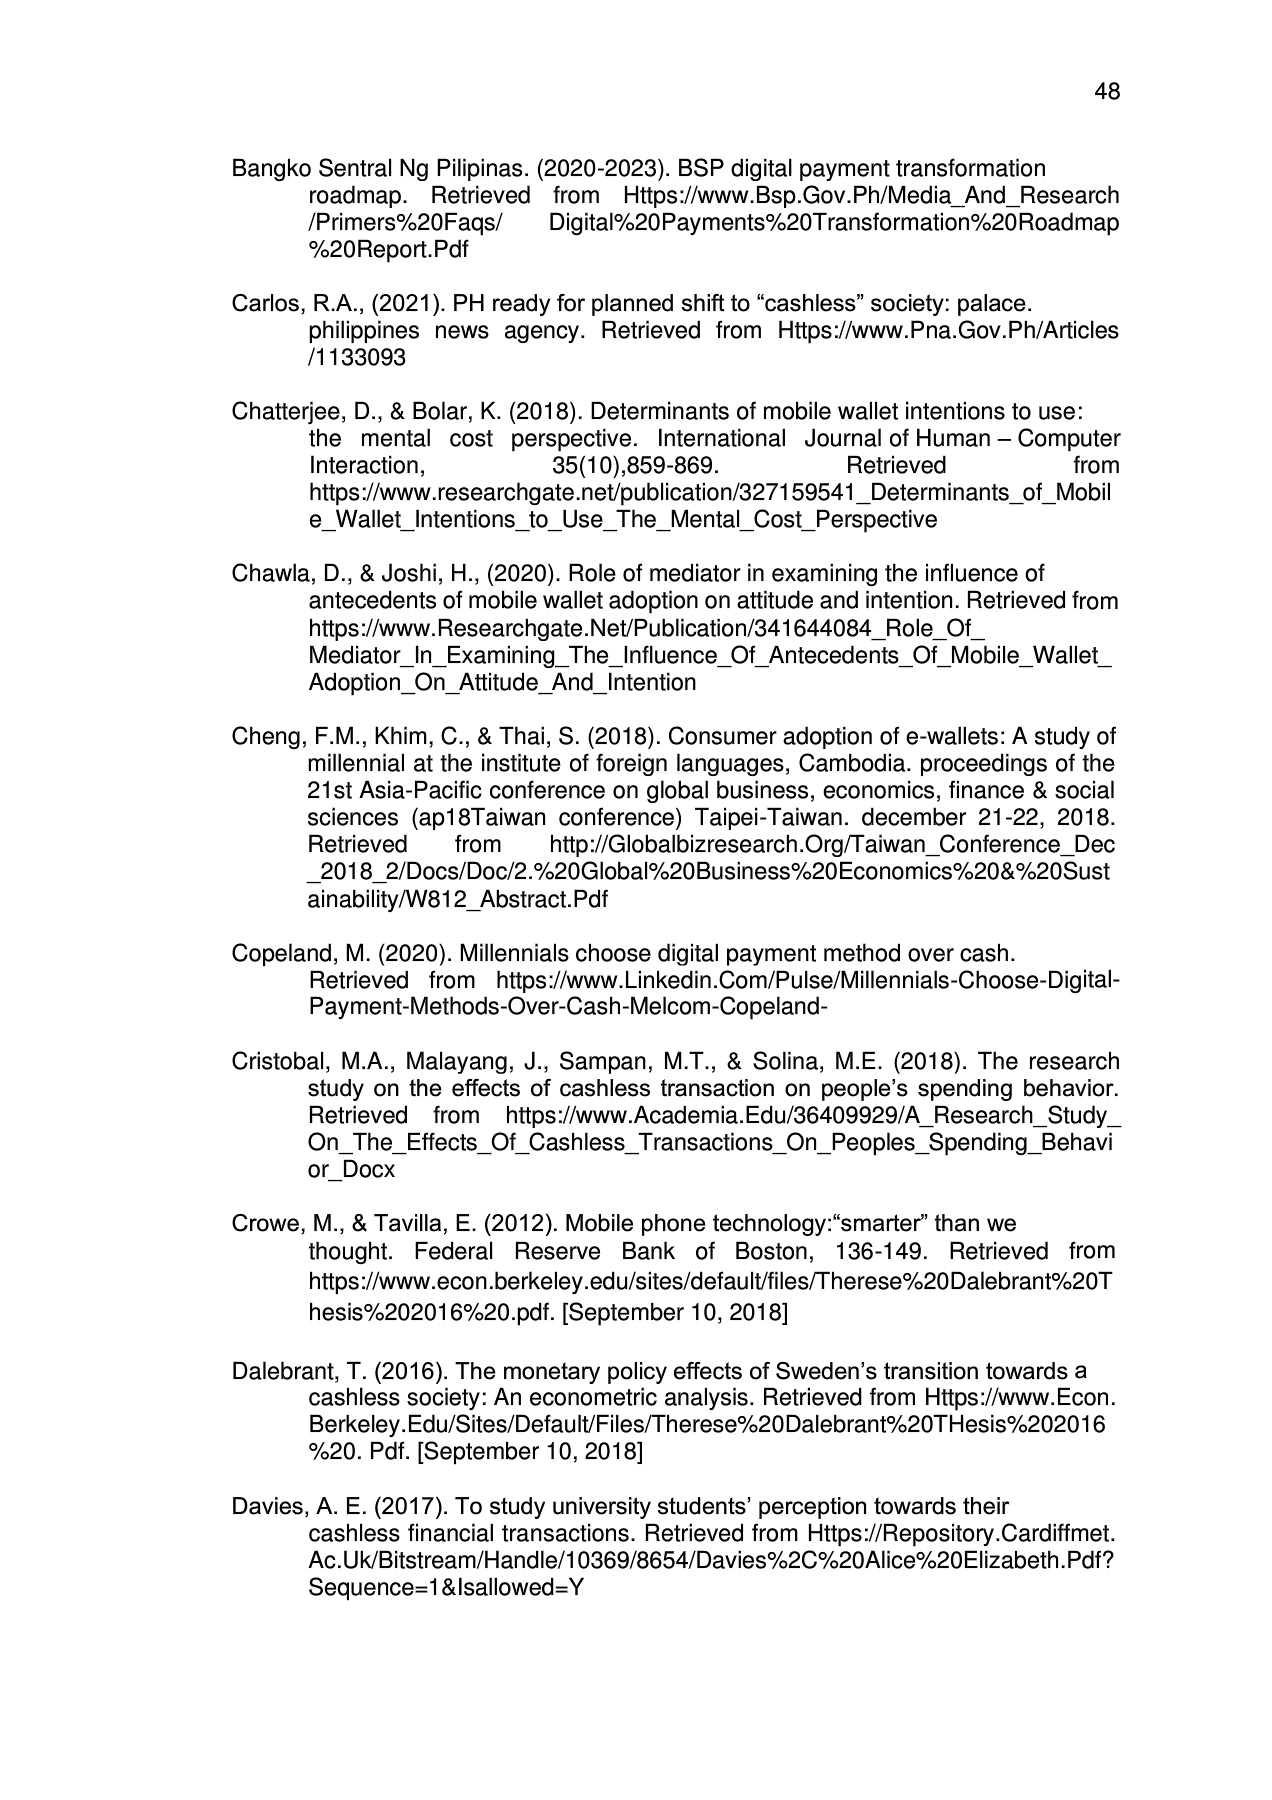 48
Bangko Sentral Ng Pilipinas. (2020-2023). BSP digital payment transformation
roadmap. Retrieved from Https://www.Bsp.Gov.Ph/Media_And_Research
/Primers%20Faqs/ Digital%20Payments%20Transformation%20Roadmap
%20Report.Pdf
Carlos, R.A., (2021). PH ready for planned shift to “cashless” society: palace.
philippines news agency. Retrieved from Https://www.Pna.Gov.Ph/Articles
/1133093
Chatterjee, D., & Bolar, K. (2018). Determinants of mobile wallet intentions to use:
the mental cost perspective. International Journal of Human – Computer
Interaction, 35(10),859-869. Retrieved from
https://www.researchgate.net/publication/327159541_Determinants_of_Mobil
e_Wallet_Intentions_to_Use_The_Mental_Cost_Perspective
Chawla, D., & Joshi, H., (2020). Role of mediator in examining the influence of
antecedents of mobile wallet adoption on attitude and intention. Retrieved from
https://www.Researchgate.Net/Publication/341644084_Role_Of_
Mediator_In_Examining_The_Influence_Of_Antecedents_Of_Mobile_Wallet_
Adoption_On_Attitude_And_Intention
Cheng, F.M., Khim, C., & Thai, S. (2018). Consumer adoption of e-wallets: A study of
millennial at the institute of foreign languages, Cambodia. proceedings of the
21st Asia-Pacific conference on global business, economics, finance & social
sciences (ap18Taiwan conference) Taipei-Taiwan. december 21-22, 2018.
Retrieved from http://Globalbizresearch.Org/Taiwan_Conference_Dec
_2018_2/Docs/Doc/2.%20Global%20Business%20Economics%20&%20Sust
ainability/W812_Abstract.Pdf
Copeland, M. (2020). Millennials choose digital payment method over cash.
Retrieved from https://www.Linkedin.Com/Pulse/Millennials-Choose-Digital-
Payment-Methods-Over-Cash-Melcom-Copeland-
Cristobal, M.A., Malayang, J., Sampan, M.T., & Solina, M.E. (2018). The research
study on the effects of cashless transaction on people’s spending behavior.
Retrieved from https://www.Academia.Edu/36409929/A_Research_Study_
On_The_Effects_Of_Cashless_Transactions_On_Peoples_Spending_Behavi
or_Docx
Crowe, M., & Tavilla, E. (2012). Mobile phone technology:“smarter” than we
thought. Federal Reserve Bank of Boston, 136-149. Retrieved from
https://www.econ.berkeley.edu/sites/default/files/Therese%20Dalebrant%20T
hesis%202016%20.pdf. [September 10, 2018]
Dalebrant, T. (2016). The monetary policy effects of Sweden’s transition towards a
cashless society: An econometric analysis. Retrieved from Https://www.Econ.
Berkeley.Edu/Sites/Default/Files/Therese%20Dalebrant%20THesis%202016
%20. Pdf. [September 10, 2018]
Davies, A. E. (2017). To study university students’ perception towards their
cashless financial transactions. Retrieved from Https://Repository.Cardiffmet.
Ac.Uk/Bitstream/Handle/10369/8654/Davies%2C%20Alice%20Elizabeth.Pdf?
Sequence=1&Isallowed=Y